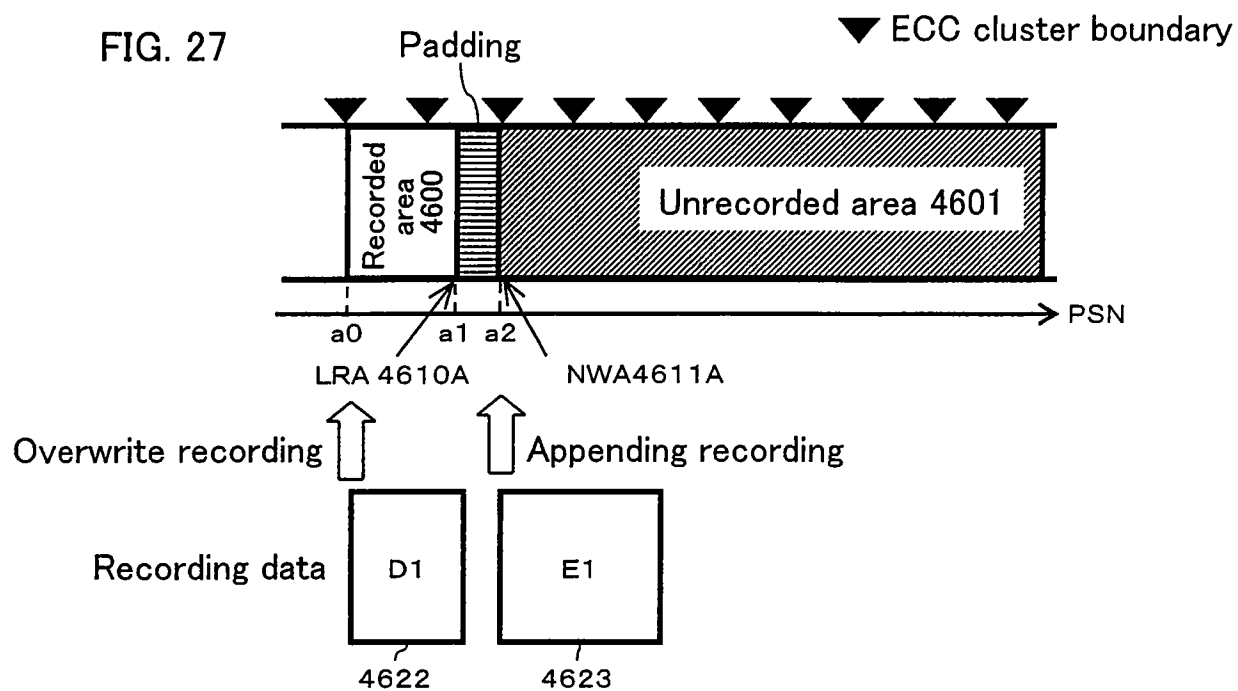 FIG. 27
Padding
▼ ECC cluster boundary
Recorded
area
4600
Unrecorded area 4601
PSN
a0
a1
a2
LRA 4610A
NWA4611A
Overwrite recording
Appending recording
Recording data
D1
E1
4622
4623